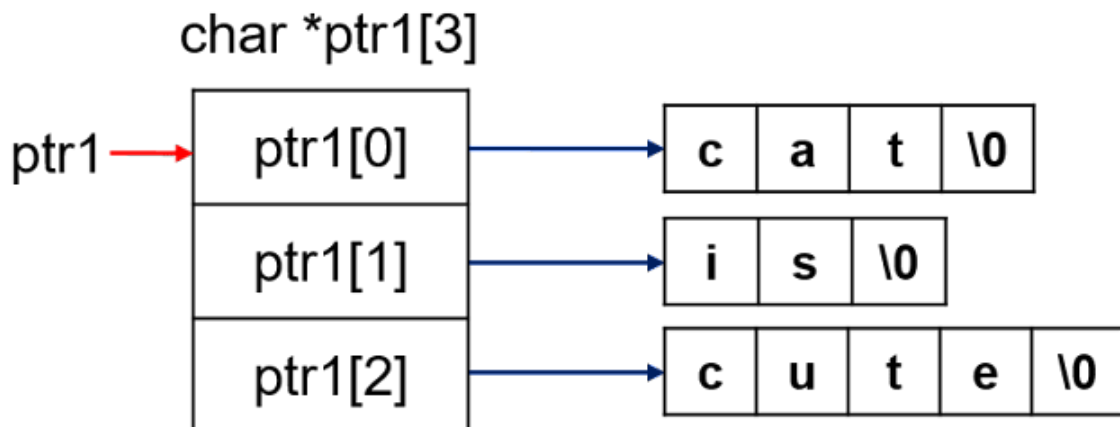 char *ptr1[3]
ptr1 ptr1[0] c a t \0
ptr1[1] i s \0
ptr1[2] c u t e \0